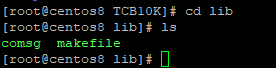 [root@centos8 TCB10K]# cd lib
[root@centos8 lib]# ls
comsg  makefile
[root@centos8 lib]#